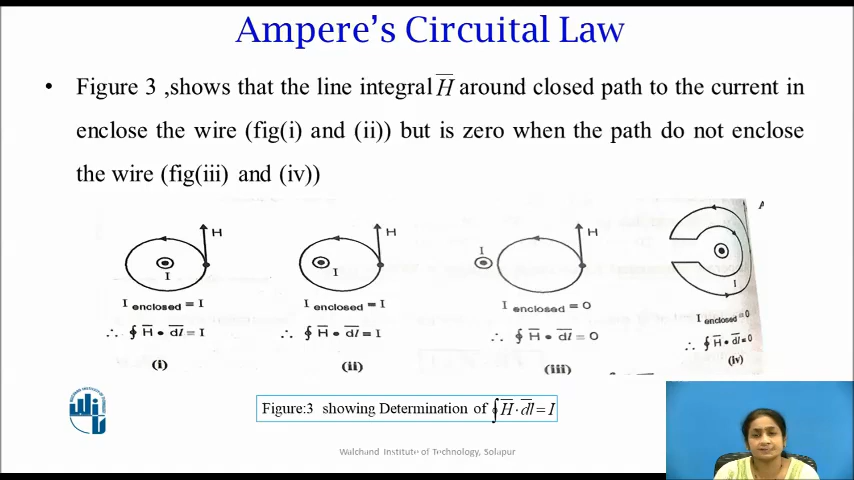 Ampere's Circuital Law
• Figure 3 ,shows that the line integral H around closed path to the current in
enclose the wire (fig(i) and (ii)) but is zero when the path do not enclose
the wire (fig(iii) and (iv))
H
I
I enclosed = I
∴ ∮ H • dl = I
(i)
H
I
I enclosed = I
∴ ∮ H • dl = I
(ii)
H
I
I enclosed = 0
∴ ∮ H • dl = 0
(iii)
A
I
I enclosed = 0
∴ ∮ H • dl = 0
(iv)
Figure:3 showing Determination of ∮ H · dl = I
Walchand Institute of Technology, Solapur